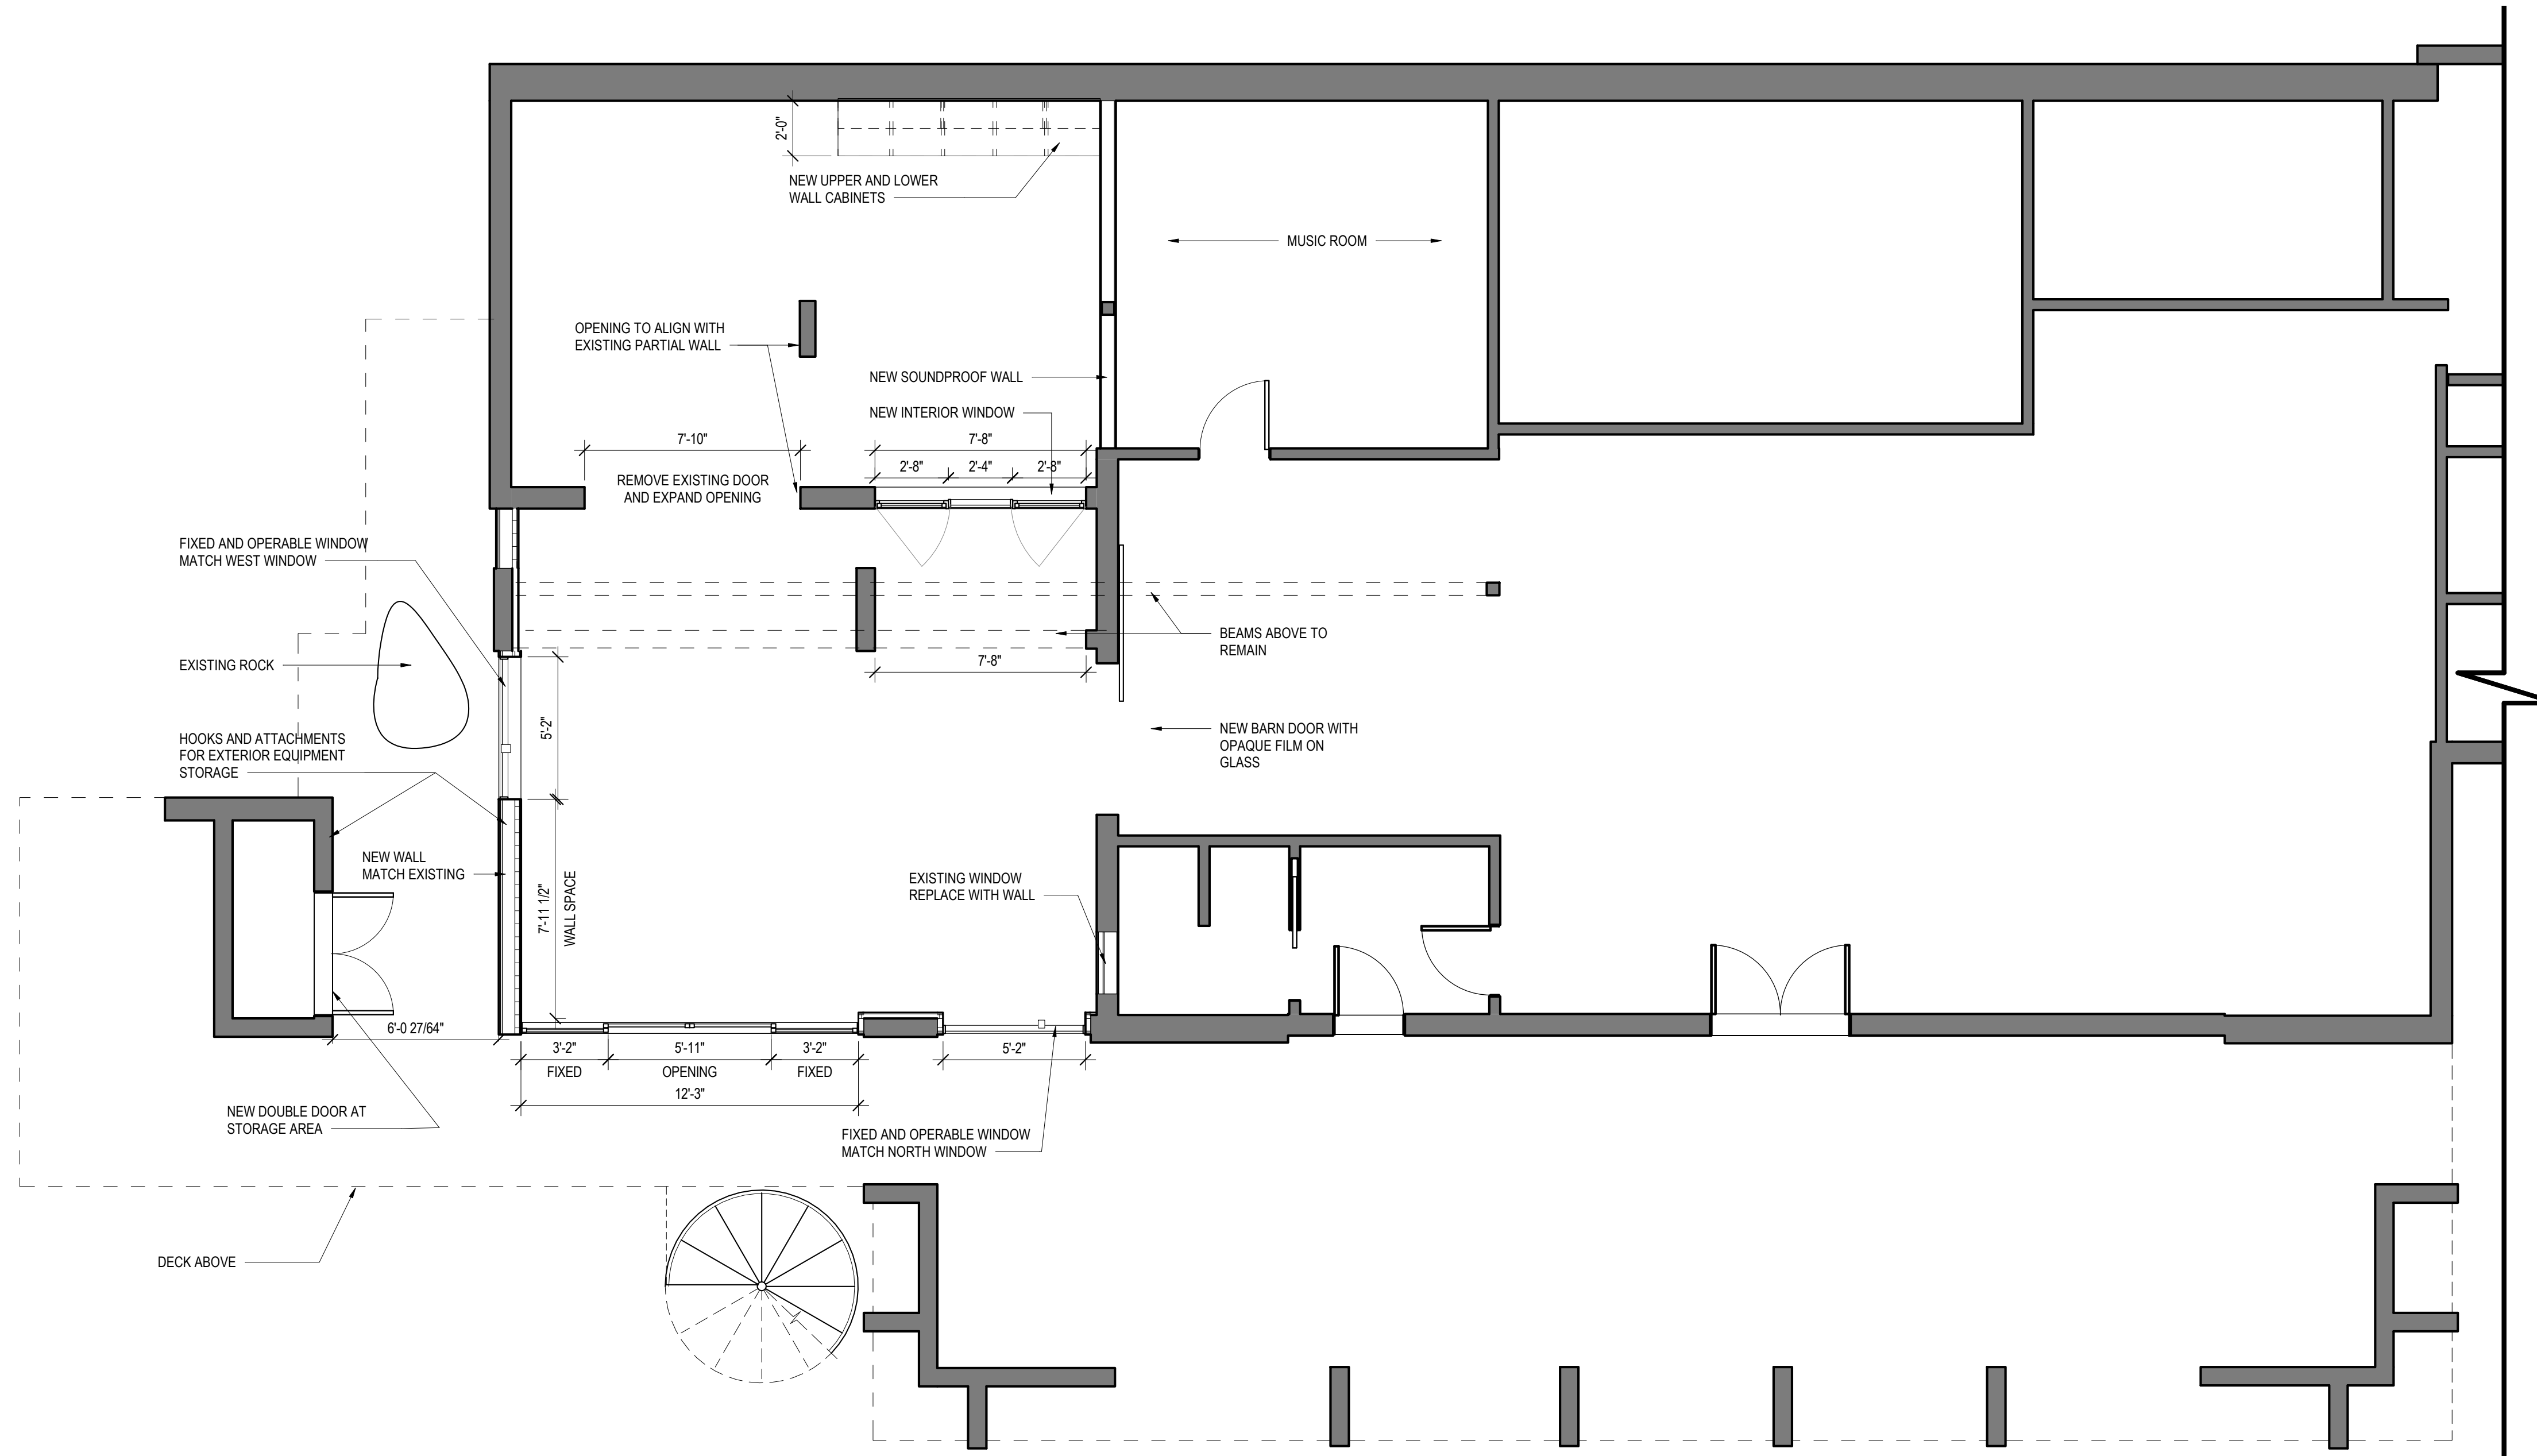 2'-0"
NEW UPPER AND LOWER
WALL CABINETS
MUSIC ROOM
OPENING TO ALIGN WITH
EXISTING PARTIAL WALL
NEW SOUNDPROOF WALL
NEW INTERIOR WINDOW
7'-10"
7'-8"
2'-8"
2'-4"
2'-8"
REMOVE EXISTING DOOR
AND EXPAND OPENING
FIXED AND OPERABLE WINDOW
MATCH WEST WINDOW
EXISTING ROCK
BEAMS ABOVE TO
REMAIN
7'-8"
5'-2"
HOOKS AND ATTACHMENTS
FOR EXTERIOR EQUIPMENT
STORAGE
NEW BARN DOOR WITH
OPAQUE FILM ON
GLASS
NEW WALL
MATCH EXISTING
7'-11 1/2"
WALL SPACE
EXISTING WINDOW
REPLACE WITH WALL
6'-0 27/64"
3'-2"
5'-11"
3'-2"
5'-2"
FIXED
OPENING
FIXED
12'-3"
NEW DOUBLE DOOR AT
STORAGE AREA
FIXED AND OPERABLE WINDOW
MATCH NORTH WINDOW
DECK ABOVE